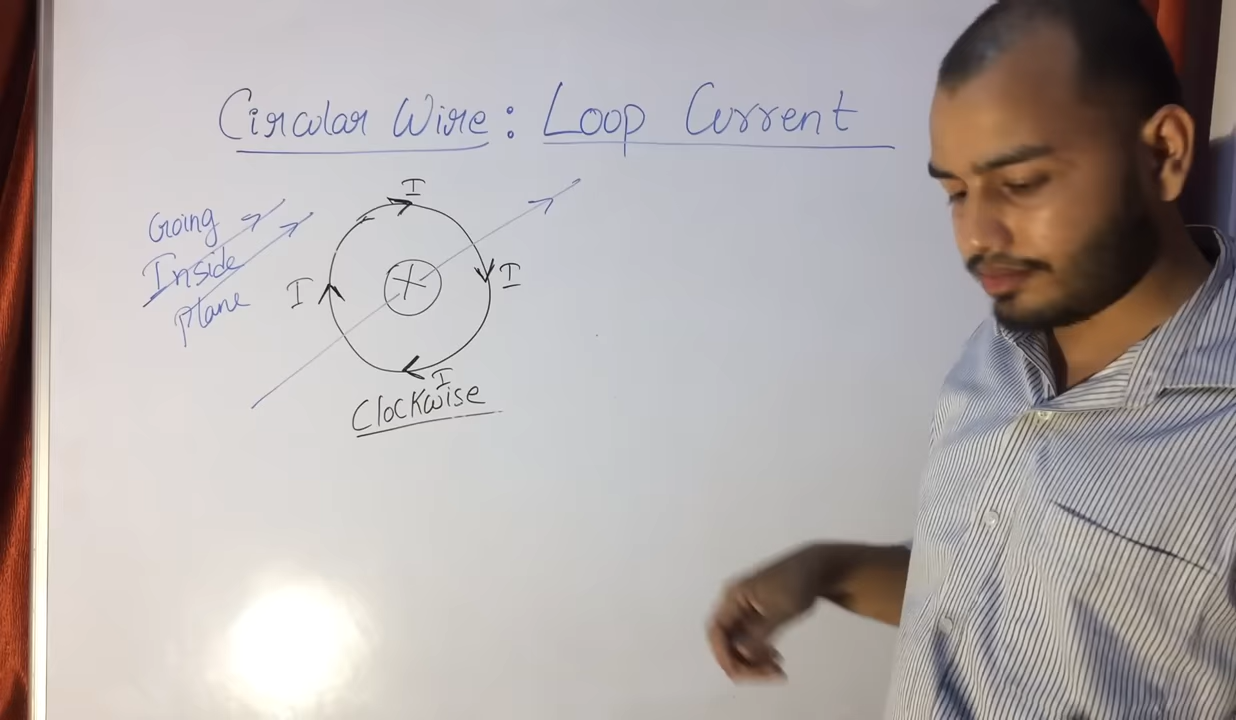 Circular Wire : Loop Current
Going
Inside
plane
I
I
I
I
Clockwise